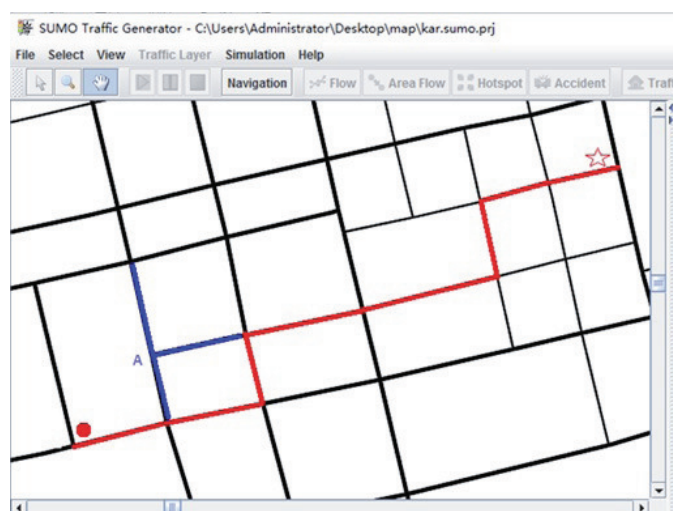 SUMO Traffic Generator - C:\Users\Administrator\Desktop\map\kar.sumo.prj
File Select View Traffic Layer Simulation Help
Navigation Flow Area Flow Hotspot Accident Traff
A